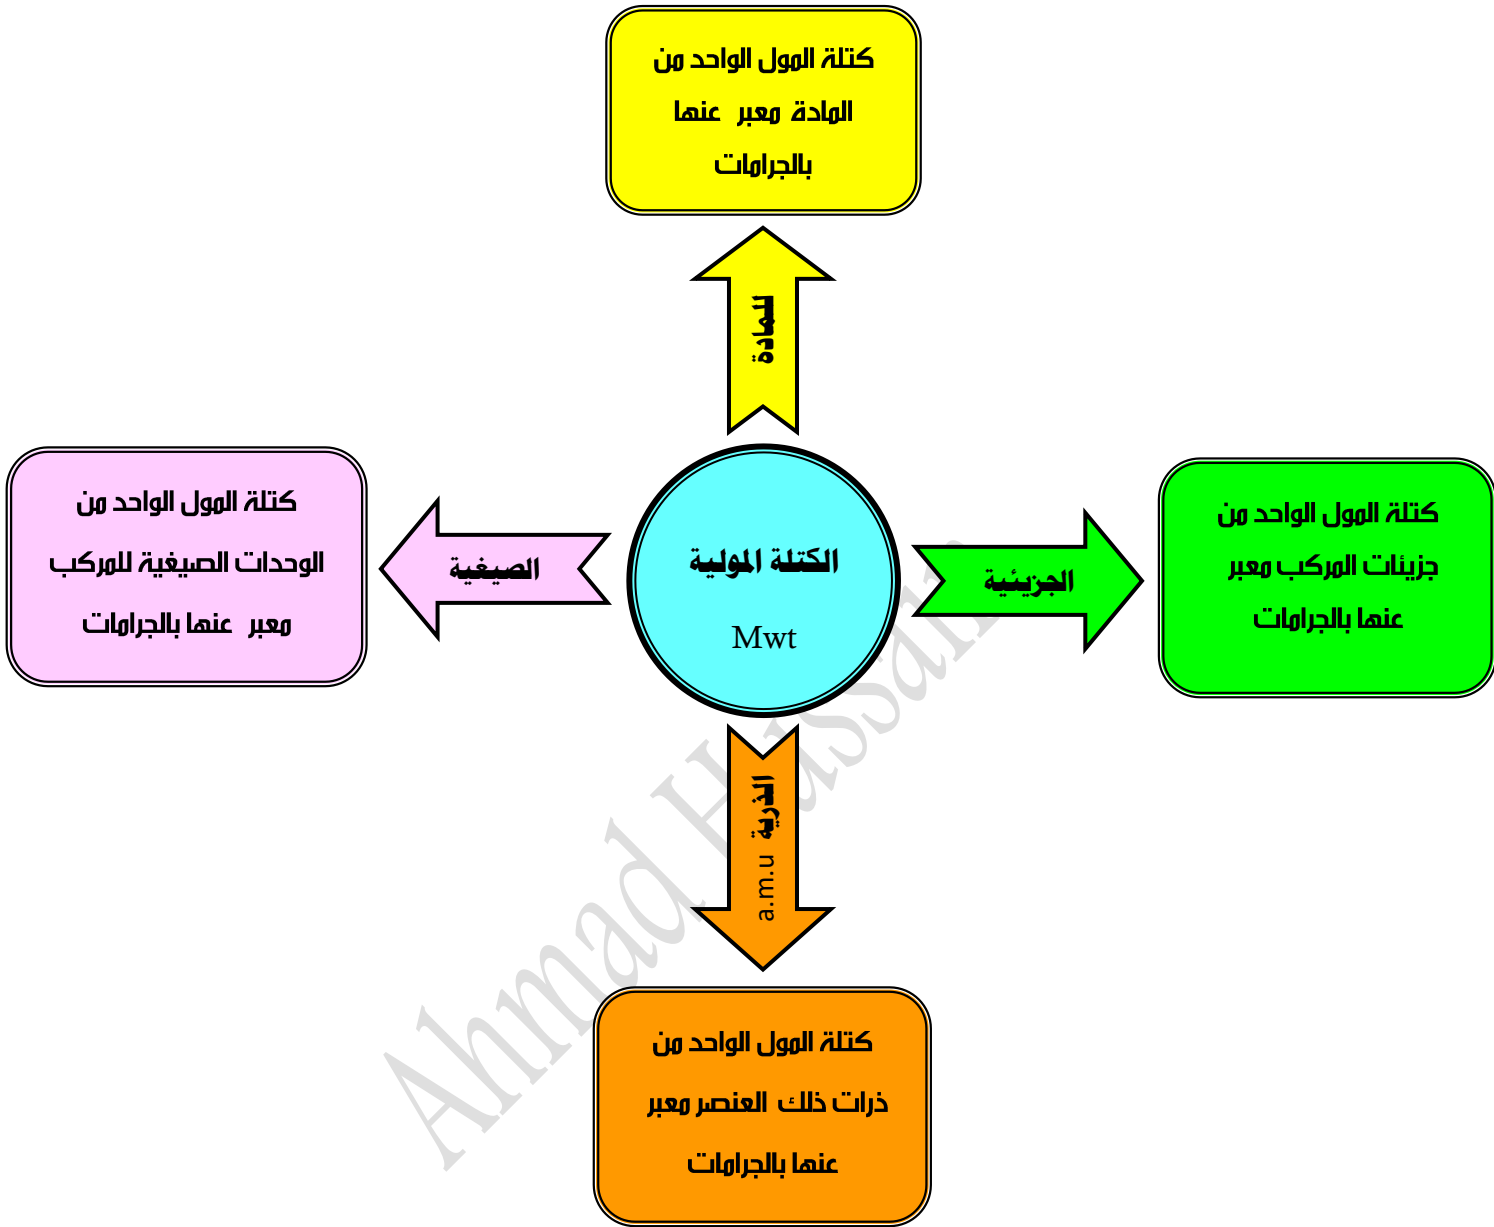 كتلة المول الواحد من
المادة معبر عنها
بالجرامات
للمادة
كتلة المول الواحد من
جزيئات المركب معبر
عنها بالجرامات
الجزيئية
الكتلة المولية
Mwt
الصيغية
كتلة المول الواحد من
الوحدات الصيغية للمركب
معبر عنها بالجرامات
الذرية a.m.u
كتلة المول الواحد من
ذرات ذلك العنصر معبر
عنها بالجرامات
Ahmad Hussain